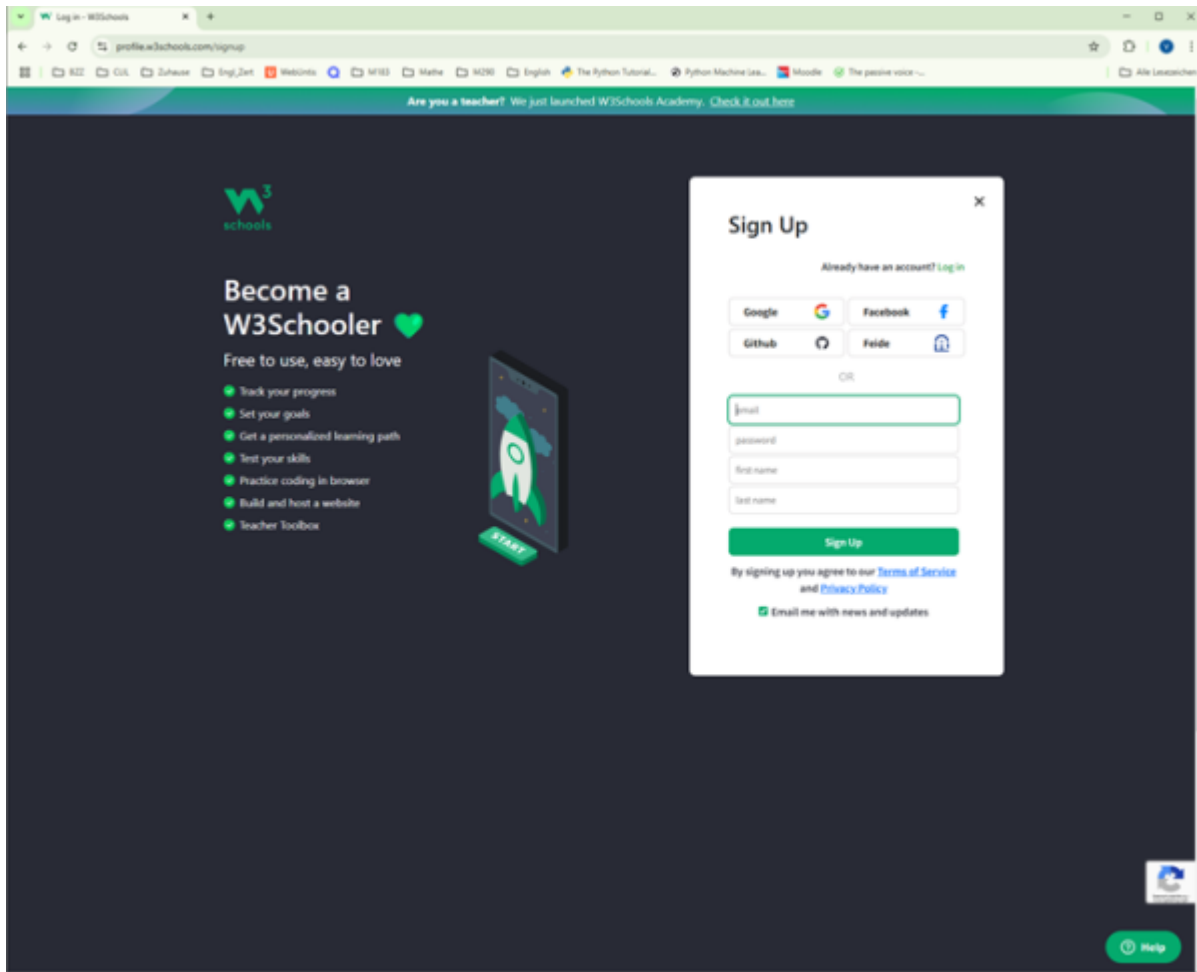 Log in - W3Schools
profile.w3schools.com/signup
BZZ Zuhause Engl_Zert WebUntis M183 Mathe M290 English The Python Tutorial... Python Machine Lea... Moodle The passive voice -... Alle Lesezeichen
Are you a teacher? We just launched W3Schools Academy. Check it out here
3
schools
Become a
W3Schooler
Free to use, easy to love
Track your progress
Set your goals
Get a personalized learning path
Test your skills
Practice coding in browser
Build and host a website
Teacher Toolbox
START
Sign Up
Already have an account? Log in
Google Facebook
Github Feide
OR
email
password
first name
last name
Sign Up
By signing up you agree to our Terms of Service
and Privacy Policy
Email me with news and updates
Help